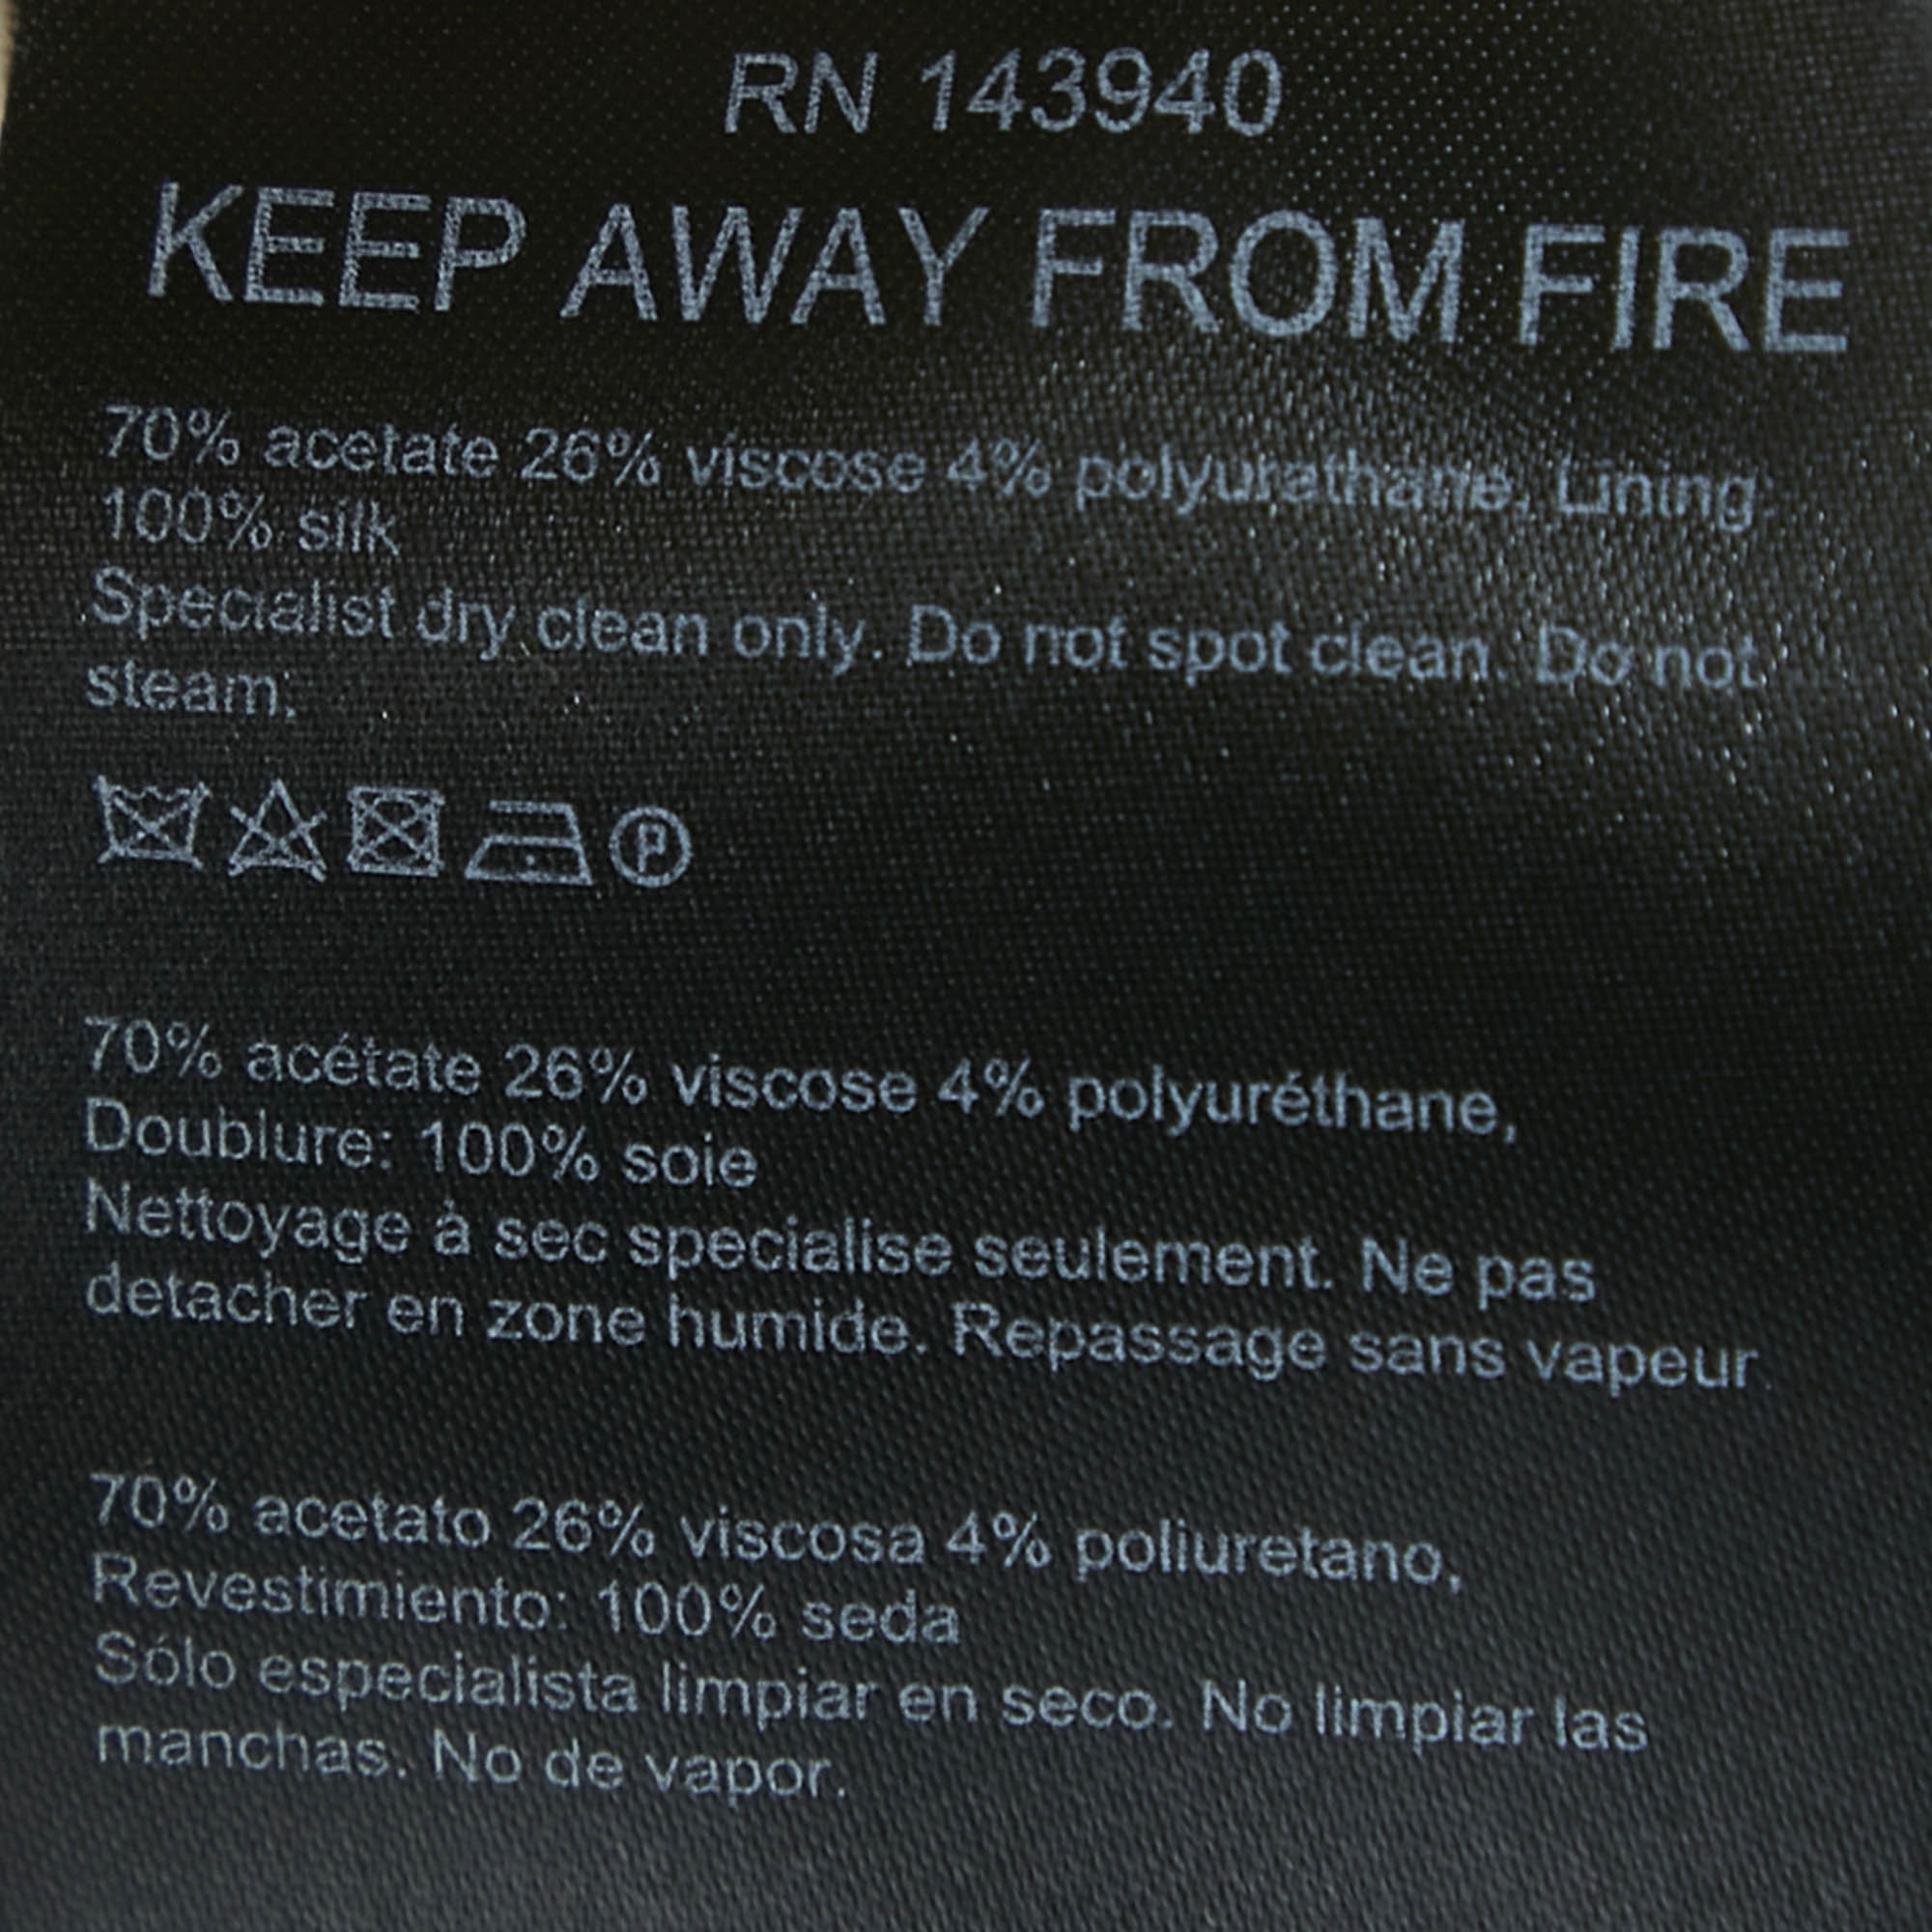 RN 143940
KEEP AWAY FROM FIRE
70% acetate 26% viscose 4% polyurathane, Lining:
100% silk
Specialist dry clean only. Do not spot clean. Do not
steam.
P
70% acétate 26% viscose 4% polyuréthane,
Doublure: 100% soie
Nettoyage à sec specialise seulement. Ne pas
detacher en zone humide. Repassage sans vapeur.
70% acetato 26% viscosa 4% poliuretano,
Revestimiento: 100% seda
Sólo especialista limpiar en seco. No limpiar las
manchas. No de vapor.